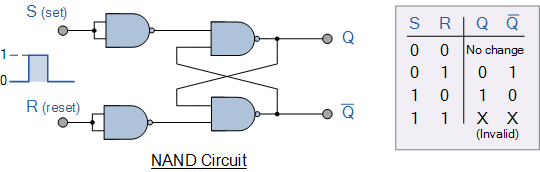 S (set)
1
0
R (reset)
Q
Q̅
NAND Circuit
S R Q Q̅
0 0 No change
0 1 0 1
1 0 1 0
1 1 X X
(Invalid)